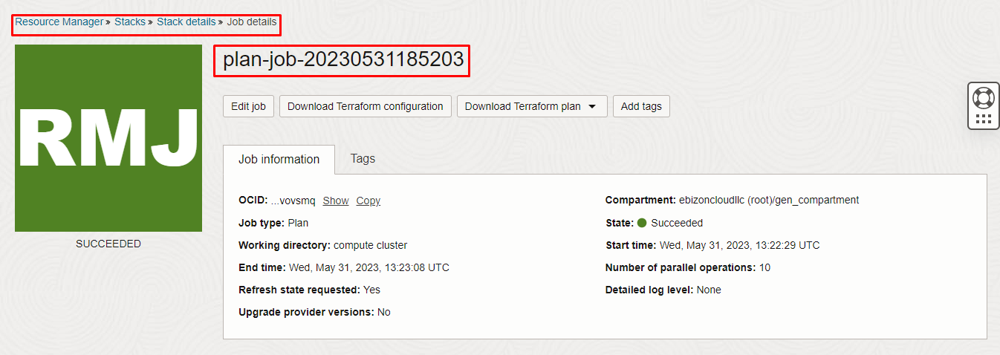 Resource Manager » Stacks » Stack details » Job details
plan-job-20230531185203
Edit job
Download Terraform configuration
Download Terraform plan
Add tags
RMJ
SUCCEEDED
Job information
Tags
OCID: ...vovsmq Show Copy
Job type: Plan
Working directory: compute cluster
End time: Wed, May 31, 2023, 13:23:08 UTC
Refresh state requested: Yes
Upgrade provider versions: No
Compartment: ebizoncloudllc (root)/gen_compartment
State: Succeeded
Start time: Wed, May 31, 2023, 13:22:29 UTC
Number of parallel operations: 10
Detailed log level: None